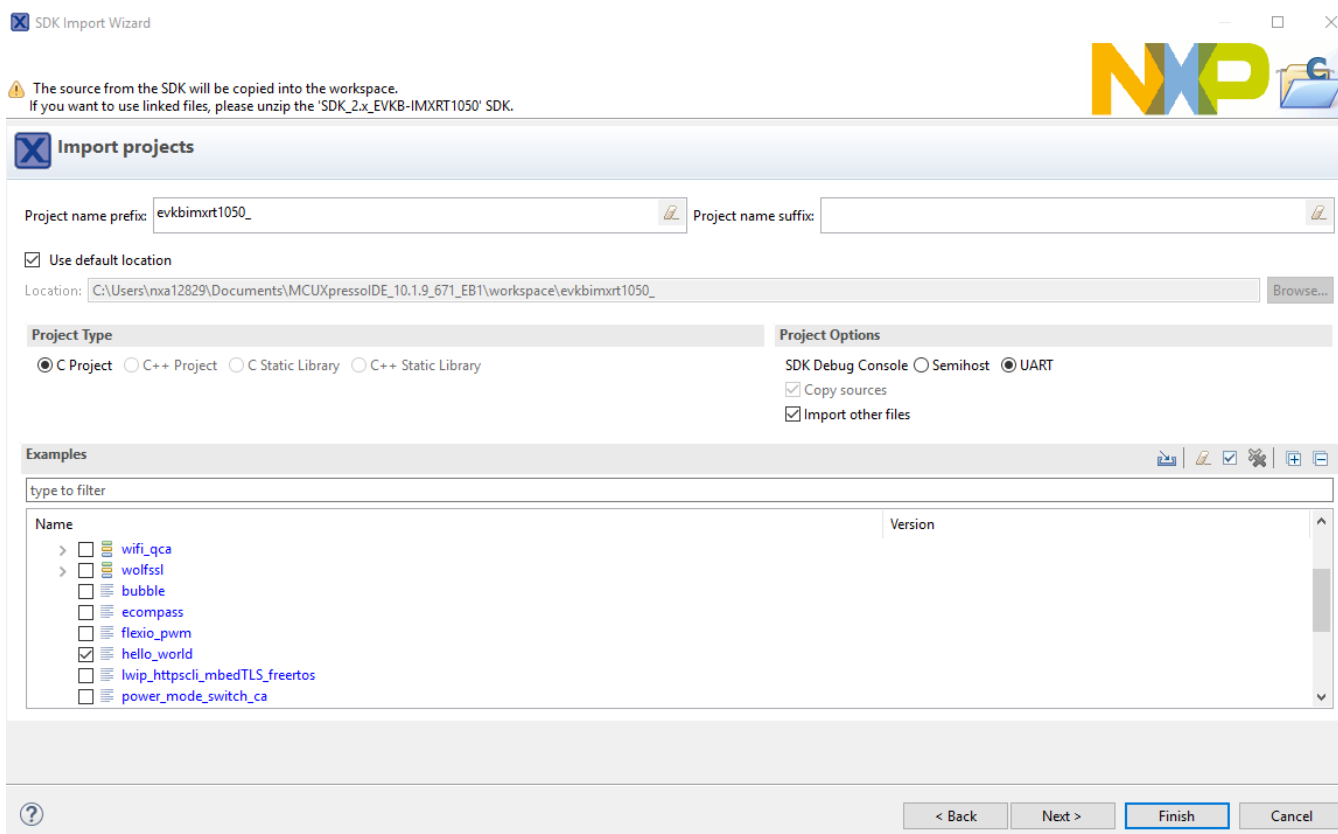 SDK Import Wizard
The source from the SDK will be copied into the workspace.
If you want to use linked files, please unzip the 'SDK_2.x_EVKB-IMXRT1050' SDK.
NXP
Import projects
Project name prefix: evkbimxrt1050_ Project name suffix:
Use default location
Location: C:\Users\nxa12829\Documents\MCUXpressoIDE_10.1.9_671_EB1\workspace\evkbimxrt1050_ Browse...
Project Type Project Options
C Project C++ Project C Static Library C++ Static Library SDK Debug Console Semihost UART
Copy sources
Import other files
Examples
type to filter
Name Version
wifi_qca
wolfssl
bubble
ecompass
flexio_pwm
hello_world
lwip_httpscli_mbedTLS_freertos
power_mode_switch_ca
< Back Next > Finish Cancel